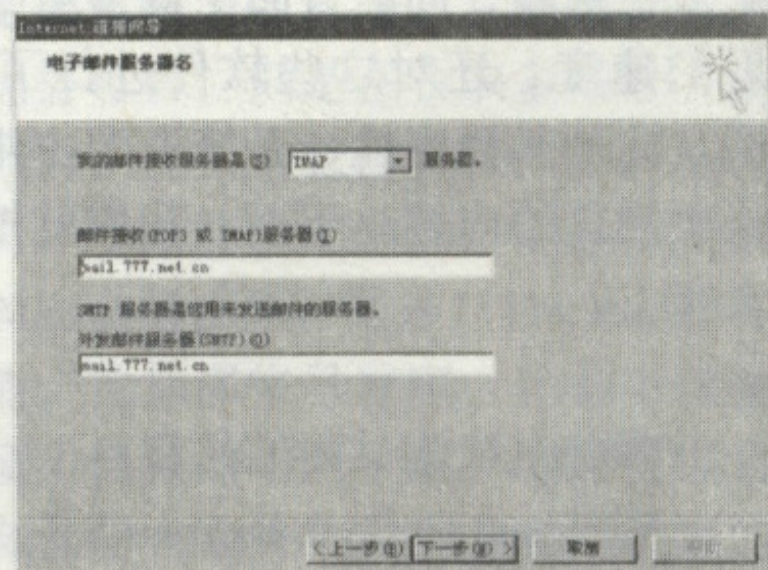 Internet 连接向导
电子邮件服务器名
我的邮件接收服务器是(S) IMAP 服务器。
邮件接收(POP3 或 IMAP)服务器(I)
mail.777.net.cn
SMTP 服务器是您用来发送邮件的服务器。
外发邮件服务器(SMTP)(O)
mail.777.net.cn
<上一步(B) 下一步(N) > 取消 帮助